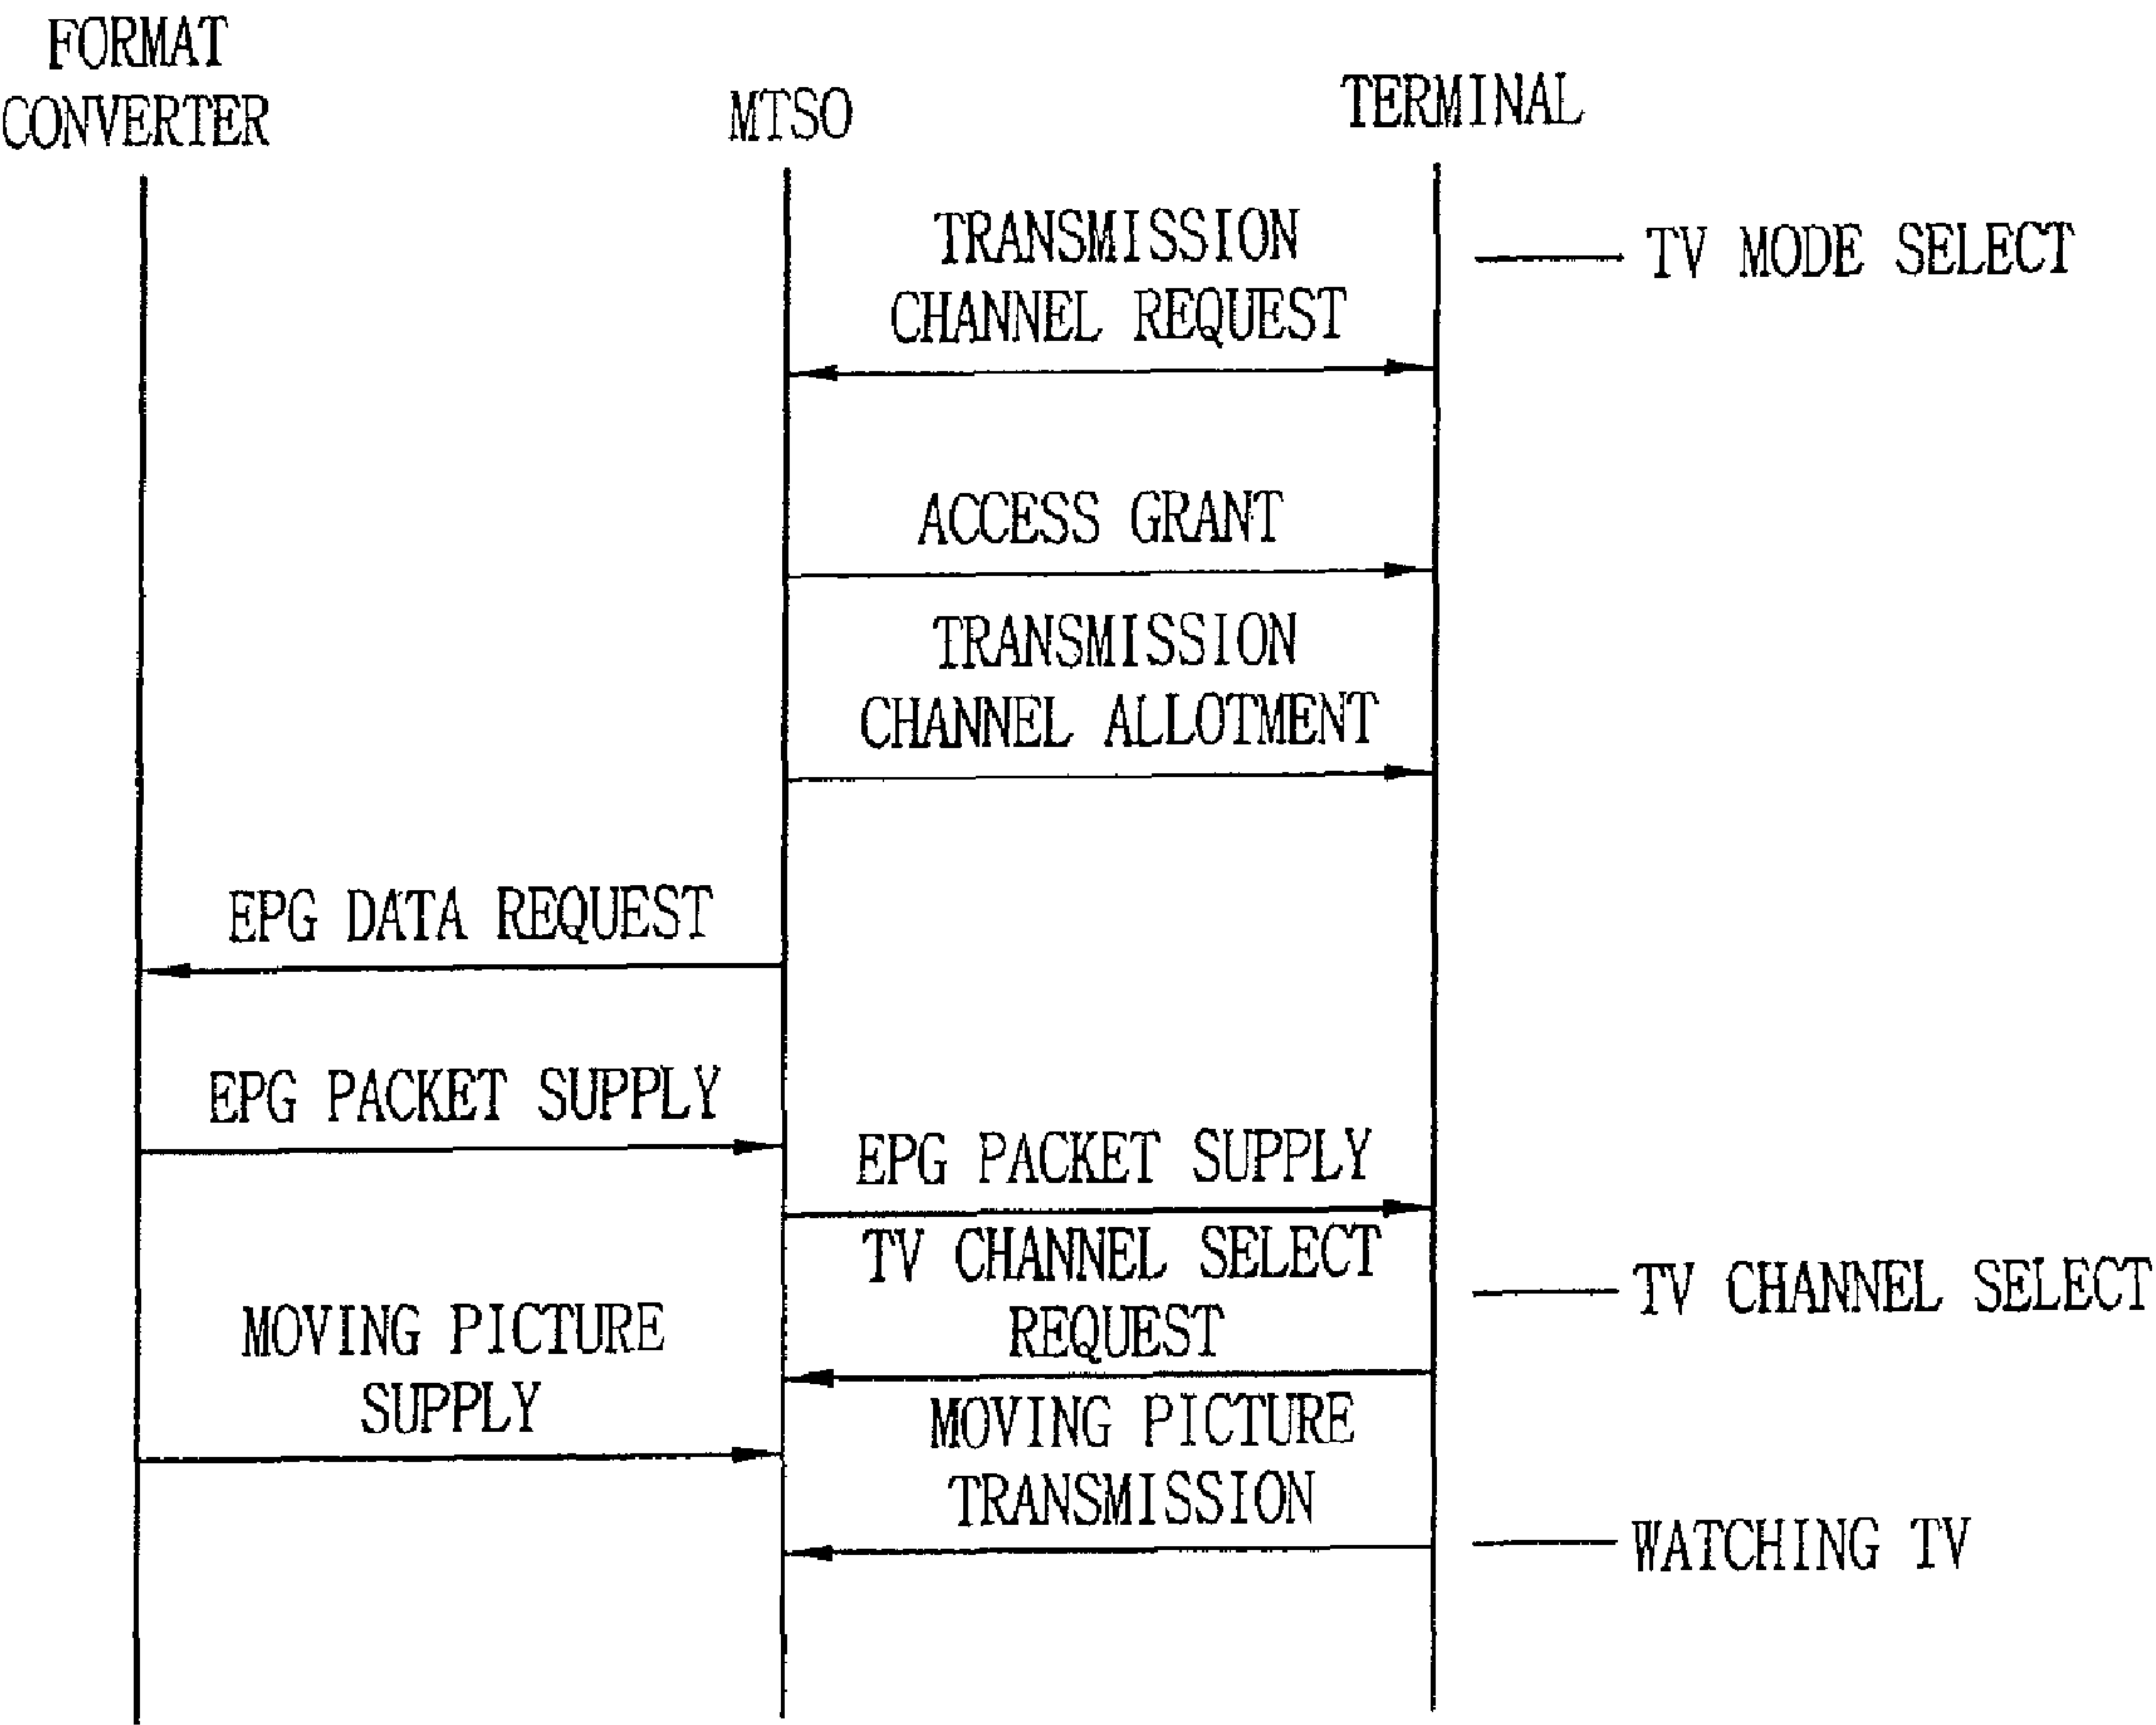 FORMAT
CONVERTER
MTSO
TERMINAL
TRANSMISSION
CHANNEL REQUEST
TV MODE SELECT
ACCESS GRANT
TRANSMISSION
CHANNEL ALLOTMENT
EPG DATA REQUEST
EPG PACKET SUPPLY
EPG PACKET SUPPLY
TV CHANNEL SELECT
REQUEST
TV CHANNEL SELECT
MOVING PICTURE
SUPPLY
MOVING PICTURE
TRANSMISSION
WATCHING TV